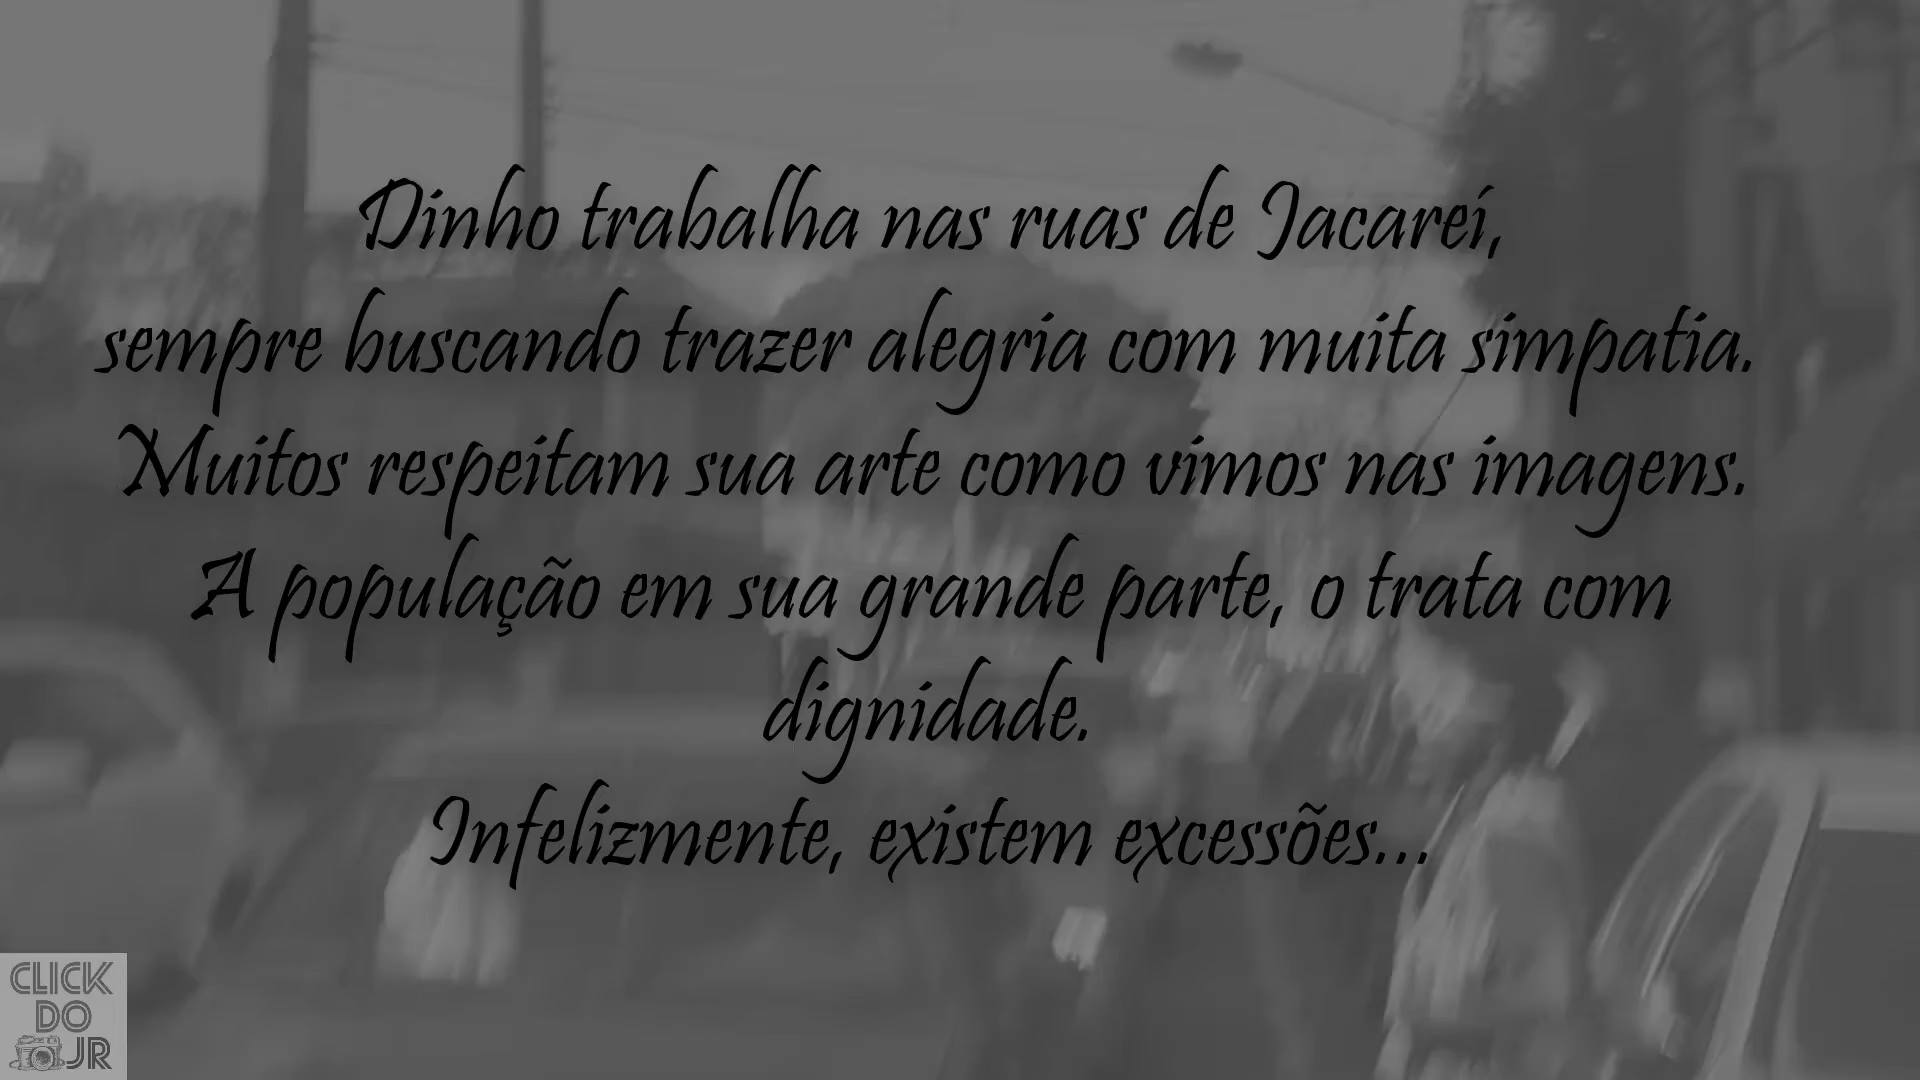 Dinho trabalha nas ruas de Jacareí,
sempre buscando trazer alegria com muita simpatia.
Muitos respeitam sua arte como vimos nas imagens.
A população em sua grande parte, o trata com
dignidade.
Infelizmente, existem excessões...
CLICK
DO
JR